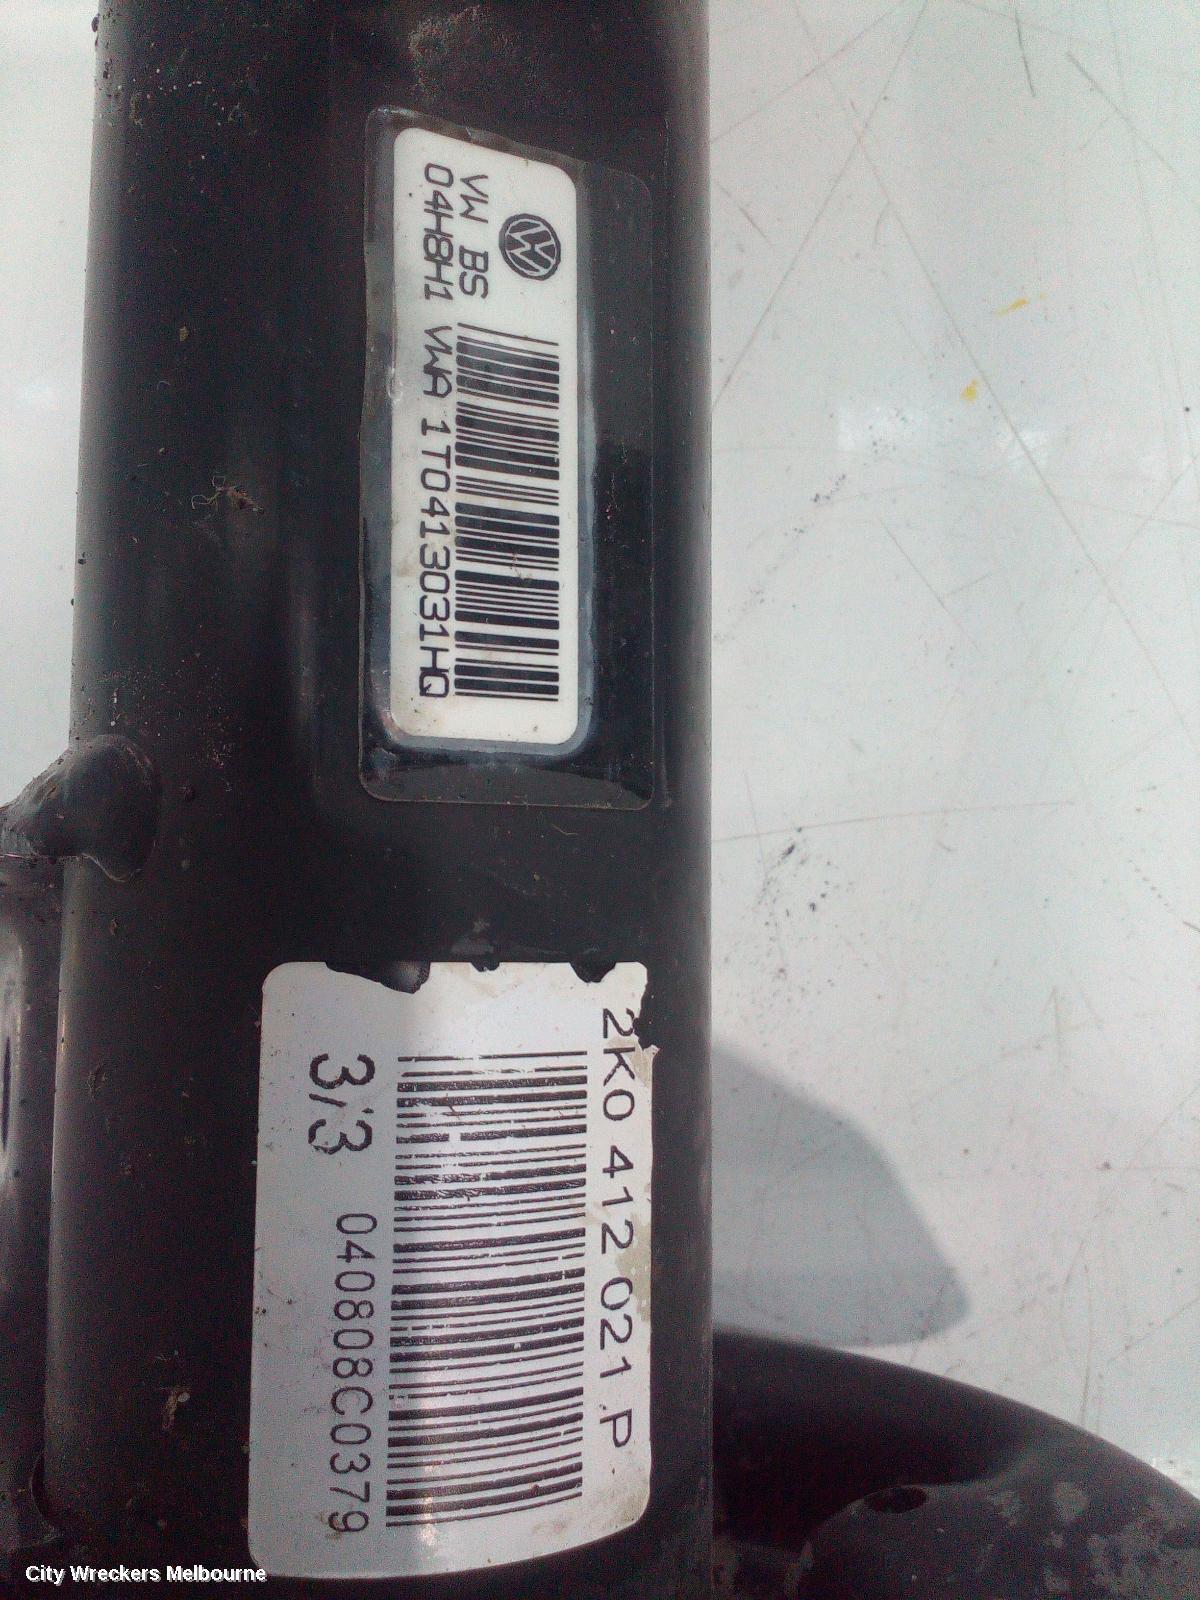 VW BS
04H8H1 VWA 1T0413031HQ
2K0 412 021 P
3/3 040808C0379
City Wreckers Melbourne